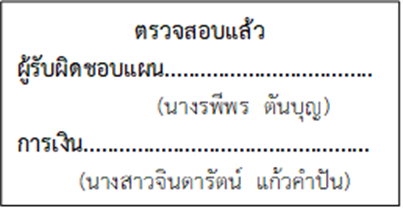 ตรวจสอบแล้ว
ผู้รับผิดชอบแผน...................................
(นางรพีพร ตันบุญ)
การเงิน................................................
(นางสาวจินดารัตน์ แก้วคำปัน)